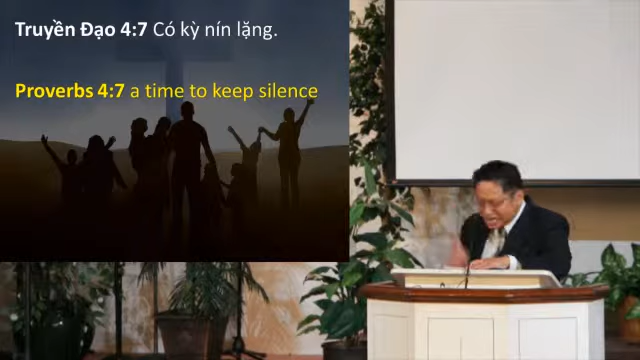 Truyền Đạo 4:7 Có kỳ nín lặng.
Proverbs 4:7 a time to keep silence